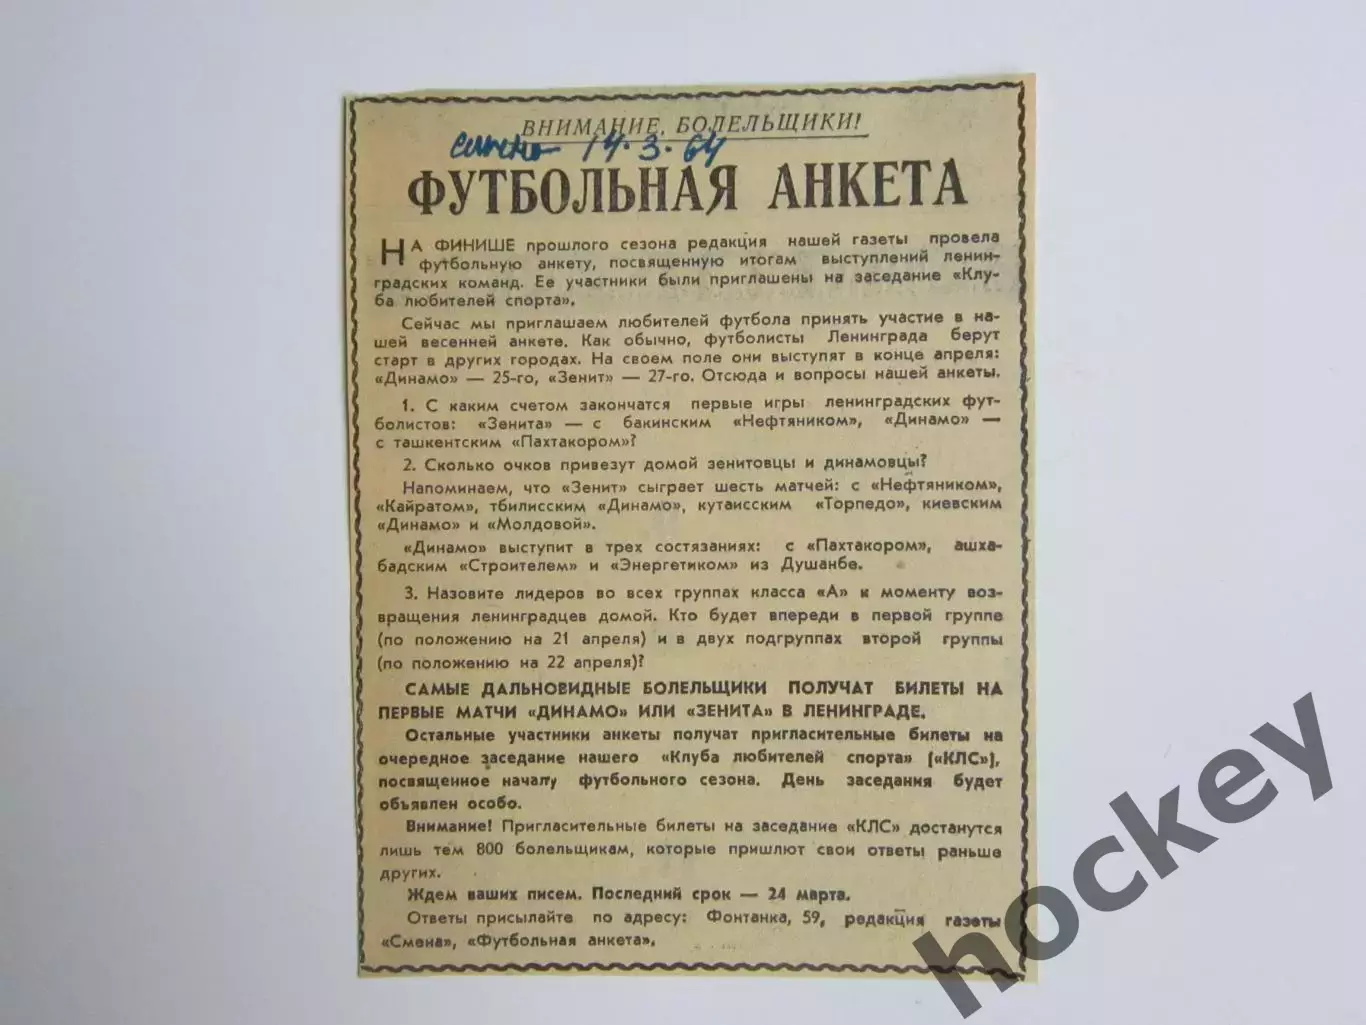 ВНИМАНИЕ, БОЛЕЛЬЩИКИ!
Смена 14.3.64
ФУТБОЛЬНАЯ АНКЕТА
НА ФИНИШЕ прошлого сезона редакция нашей газеты провела
футбольную анкету, посвященную итогам выступлений ленин-
градских команд. Ее участники были приглашены на заседание «Клу-
ба любителей спорта».
Сейчас мы приглашаем любителей футбола принять участие в на-
шей весенней анкете. Как обычно, футболисты Ленинграда берут
старт в других городах. На своем поле они выступят в конце апреля:
«Динамо» — 25-го, «Зенит» — 27-го. Отсюда и вопросы нашей анкеты.
1. С каким счетом закончатся первые игры ленинградских фут-
болистов: «Зенита» — с бакинским «Нефтяником», «Динамо» —
с ташкентским «Пахтакором»?
2. Сколько очков привезут домой зенитовцы и динамовцы?
Напоминаем, что «Зенит» сыграет шесть матчей: с «Нефтяником»,
«Кайратом», тбилисским «Динамо», кутаисским «Торпедо», киевским
«Динамо» и «Молдовой».
«Динамо» выступит в трех состязаниях: с «Пахтакором», ашха-
бадским «Строителем» и «Энергетиком» из Душанбе.
3. Назовите лидеров во всех группах класса «А» к моменту воз-
вращения ленинградцев домой. Кто будет впереди в первой группе
(по положению на 21 апреля) и в двух подгруппах второй группы
(по положению на 22 апреля)?
САМЫЕ ДАЛЬНОВИДНЫЕ БОЛЕЛЬЩИКИ ПОЛУЧАТ БИЛЕТЫ НА
ПЕРВЫЕ МАТЧИ «ДИНАМО» ИЛИ «ЗЕНИТА» В ЛЕНИНГРАДЕ.
Остальные участники анкеты получат пригласительные билеты на
очередное заседание нашего «Клуба любителей спорта» («КЛС»),
посвященное началу футбольного сезона. День заседания будет
объявлен особо.
Внимание! Пригласительные билеты на заседание «КЛС» достанутся
лишь тем 800 болельщикам, которые пришлют свои ответы раньше
других.
Ждем ваших писем. Последний срок — 24 марта.
Ответы присылайте по адресу: Фонтанка, 59, редакция газеты
«Смена», «Футбольная анкета».
hockey